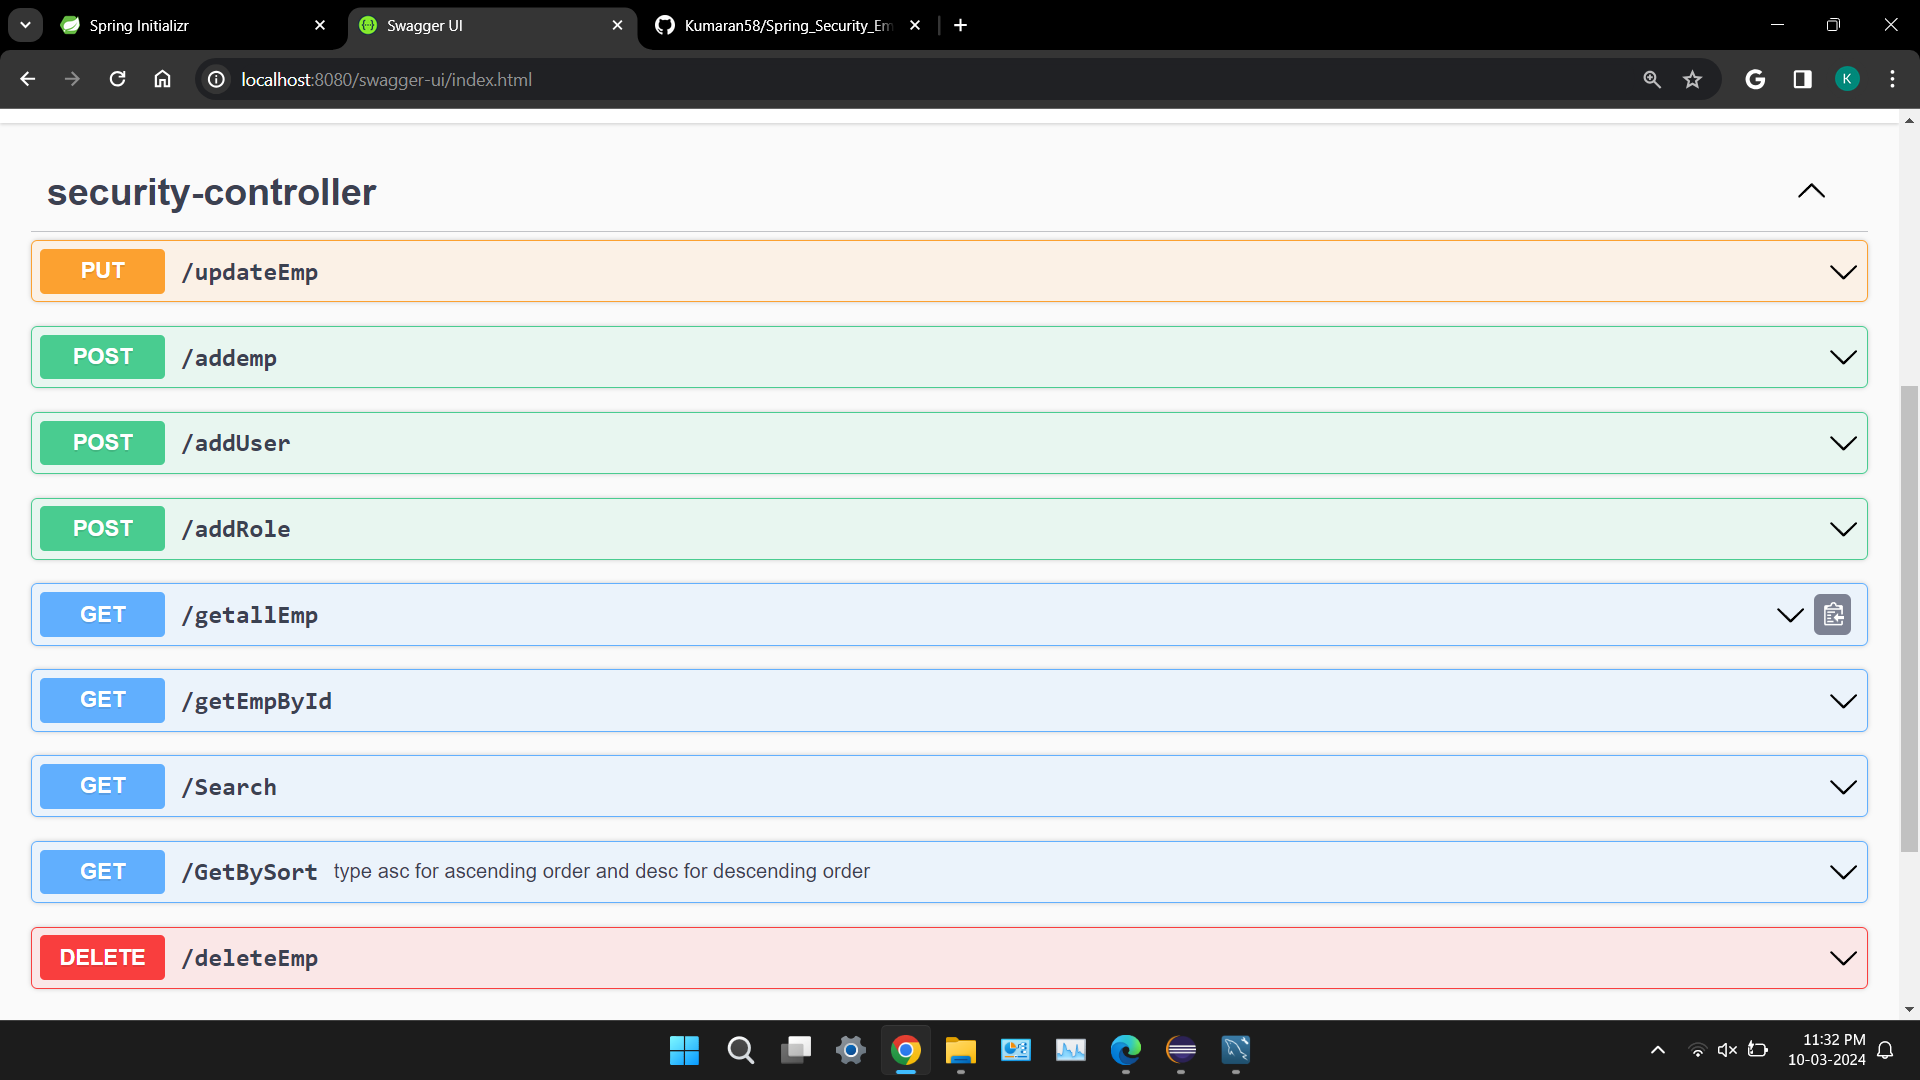 Spring Initializr
Swagger UI
Kumaran58/Spring_Security_Em
localhost:8080/swagger-ui/index.html
K
security-controller
PUT /updateEmp
POST /addemp
POST /addUser
POST /addRole
GET /getallEmp
GET /getEmpById
GET /Search
GET /GetBySort type asc for ascending order and desc for descending order
DELETE /deleteEmp
11:32 PM
10-03-2024